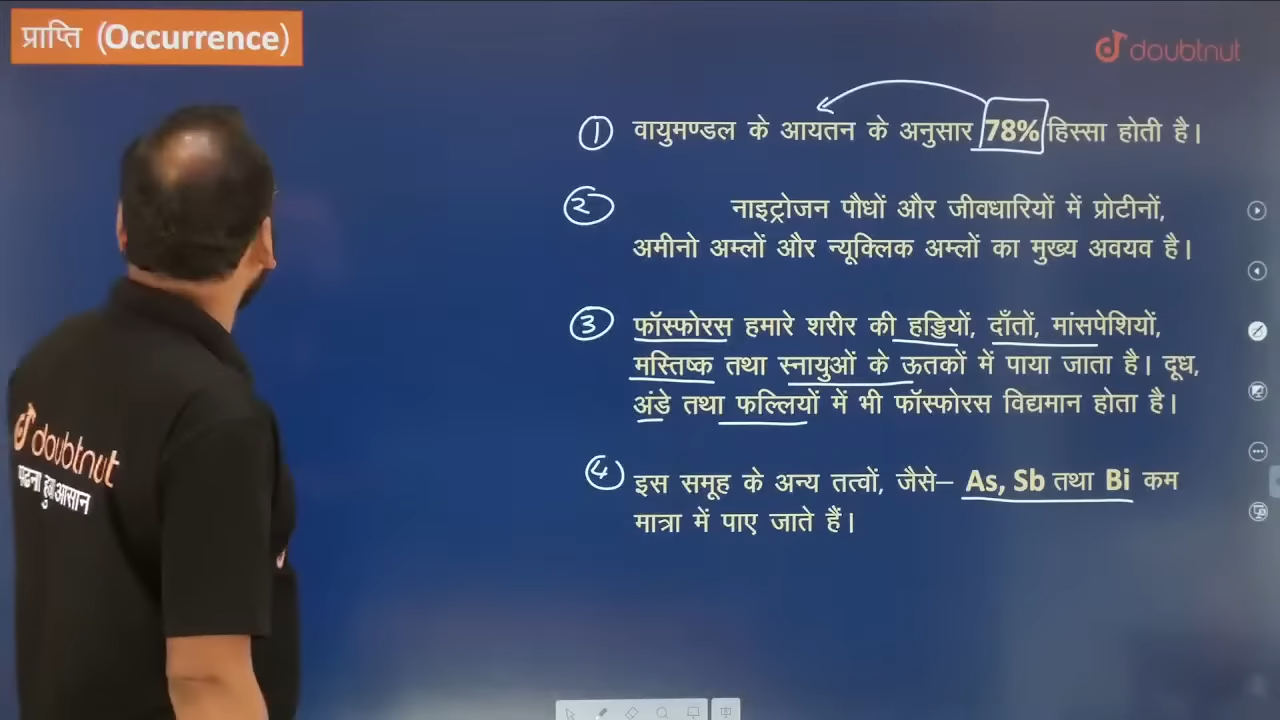 प्राप्ति (Occurrence)
doubtnut
① वायुमण्डल के आयतन के अनुसार 78% हिस्सा होती है।
② नाइट्रोजन पौधों और जीवधारियों में प्रोटीनों,
अमीनो अम्लों और न्यूक्लिक अम्लों का मुख्य अवयव है।
③ फॉस्फोरस हमारे शरीर की हड्डियों, दाँतों, मांसपेशियों,
मस्तिष्क तथा स्नायुओं के ऊतकों में पाया जाता है। दूध,
अंडे तथा फल्लियों में भी फॉस्फोरस विद्यमान होता है।
④ इस समूह के अन्य तत्वों, जैसे– As, Sb तथा Bi कम
मात्रा में पाए जाते हैं।
doubtnut
पढना हुआ आसान